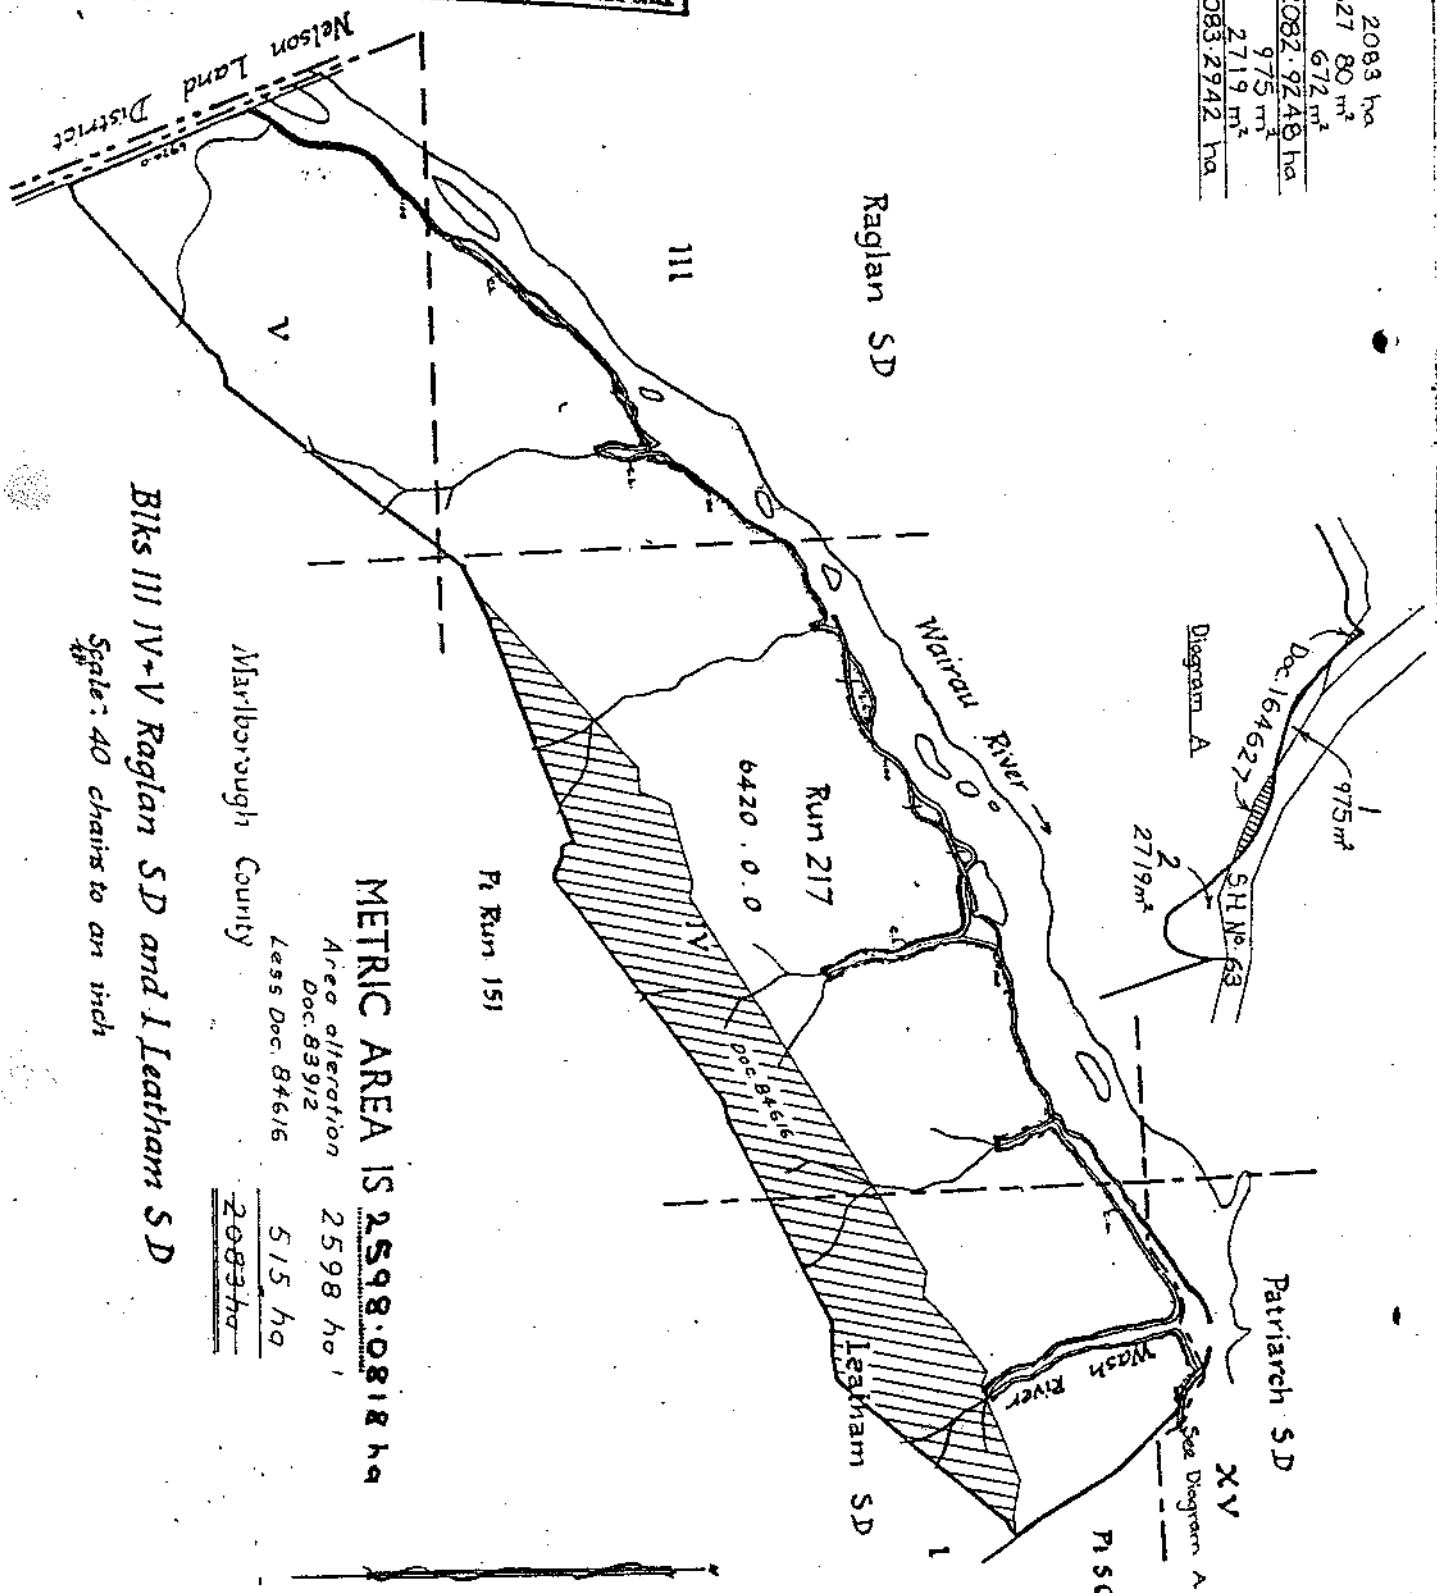 2083 ha
27 80 m²
672 m²
2082.9248 ha
975 m²
2719 m²
083.2942 ha
Nelson Land District
Raglan SD
III
V
Diagram A
Doc. 164627
1
975m²
2
2719m²
S.H. Nº. 63
Wairau River
Run 217
6420.0.0
IV
Doc. 84616
Pt Run 151
Wash River
Patriarch SD
XV
See Diagram A
Leatham SD
I
METRIC AREA IS 2598.0818 ha
Area alteration 2598 ha
Doc. 83912
Less Doc. 84616 515 ha
2083 ha
Marlborough County
Blks III IV+V Raglan SD and I Leatham SD
Scale: 40 chains to an inch